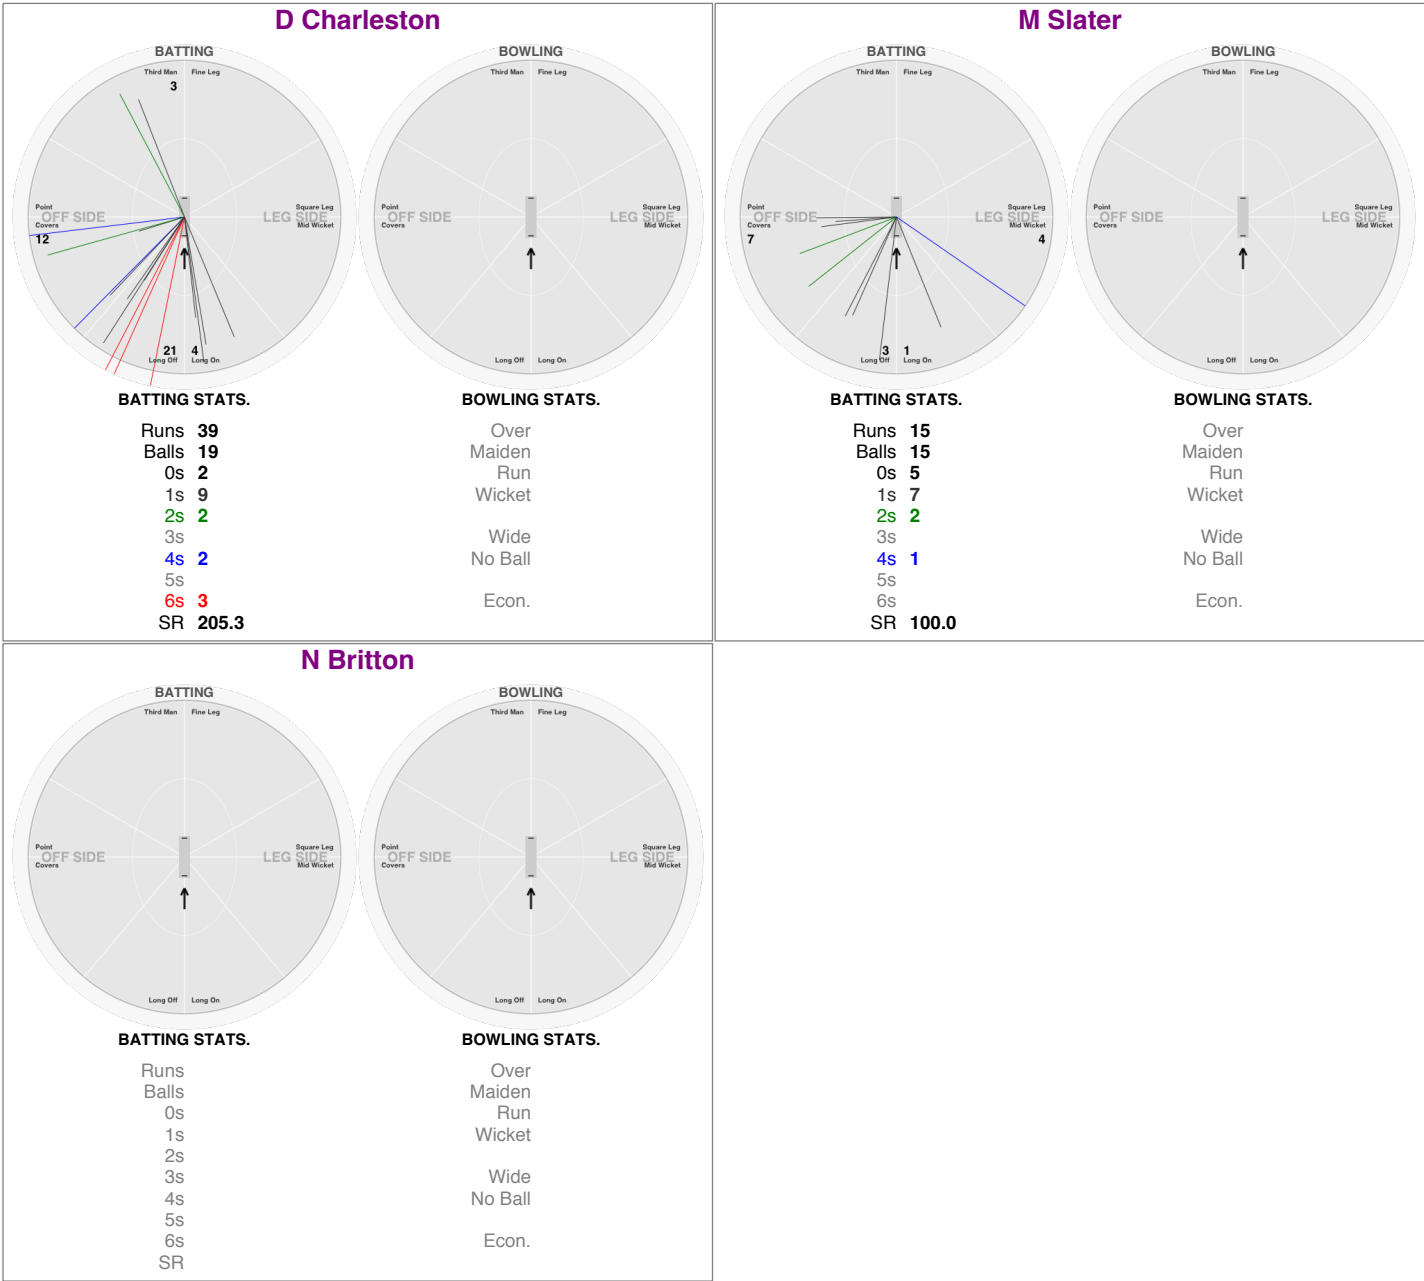 D Charleston
BATTING
BOWLING
Third Man Fine Leg
3
Third Man Fine Leg
Point
OFF SIDE
Covers
12
Square Leg
LEG SIDE
Mid Wicket
OFF SIDE
LEG SIDE
21 4
Long Off Long On
Long Off Long On
BATTING STATS.
BOWLING STATS.
Runs 39
Over
Balls 19
Maiden
0s 2
Run
1s 9
Wicket
2s 2
3s
Wide
4s 2
No Ball
5s
6s 3
Econ.
SR 205.3
M Slater
BATTING
BOWLING
Third Man Fine Leg
Third Man Fine Leg
Point
OFF SIDE
Covers
7
Square Leg
LEG SIDE
Mid Wicket
4
Point
OFF SIDE
Covers
Square Leg
LEG SIDE
Mid Wicket
3 1
Long Off Long On
Long Off Long On
BATTING STATS.
BOWLING STATS.
Runs 15
Over
Balls 15
Maiden
0s 5
Run
1s 7
Wicket
2s 2
3s
Wide
4s 1
No Ball
5s
6s
Econ.
SR 100.0
N Britton
BATTING
BOWLING
Third Man Fine Leg
Third Man Fine Leg
Point
OFF SIDE
Covers
Square Leg
LEG SIDE
Mid Wicket
Point
OFF SIDE
Covers
Square Leg
LEG SIDE
Mid Wicket
Long Off Long On
Long Off Long On
BATTING STATS.
BOWLING STATS.
Runs
Over
Balls
Maiden
0s
Run
1s
Wicket
2s
3s
Wide
4s
No Ball
5s
6s
Econ.
SR